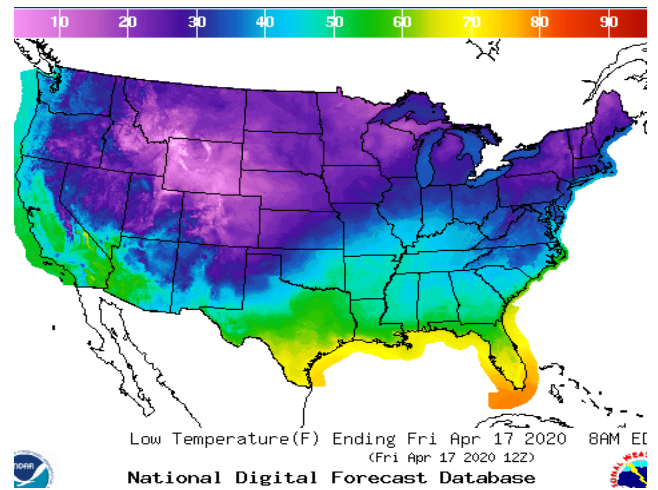 10 20 30 40 50 60 70 80 90
Low Temperature(F) Ending Fri Apr 17 2020 8AM ED
(Fri Apr 17 2020 12Z)
National Digital Forecast Database
NOAA